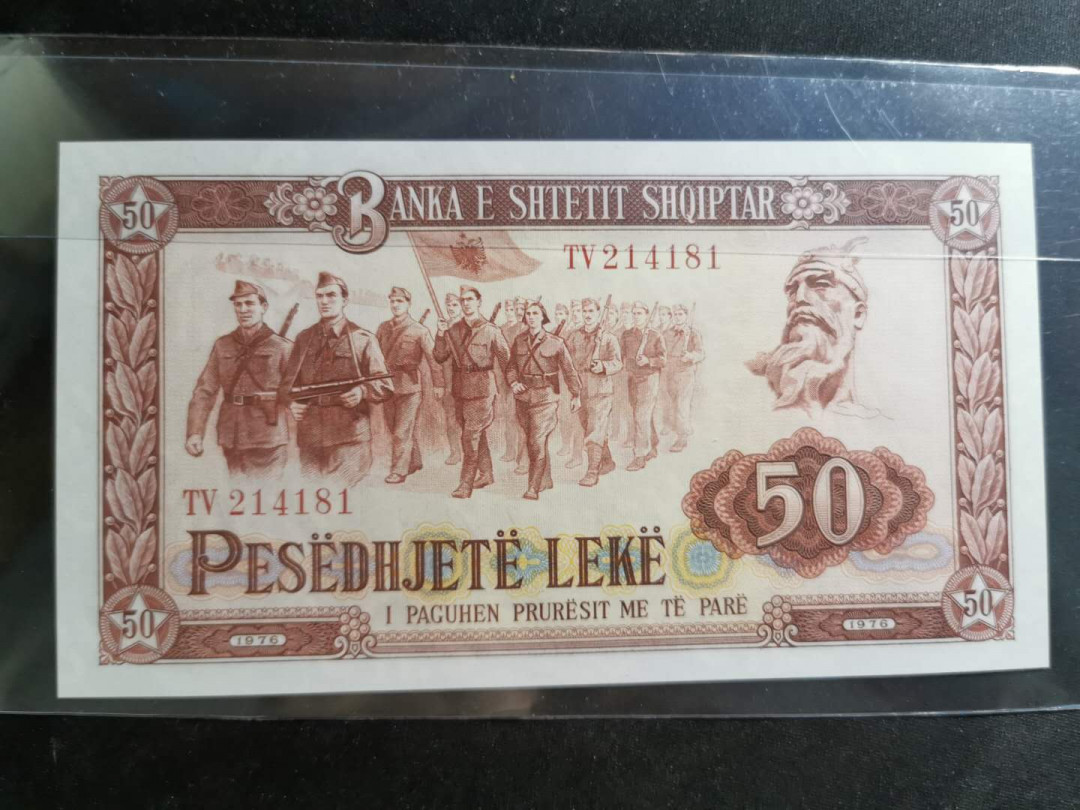 50 BANKA E SHTETIT SHQIPTAR 50
TV 214181
TV 214181
50
PESËDHJETË LEKË
I PAGUHEN PRURËSIT ME TË PARË
50 1976 1976 50